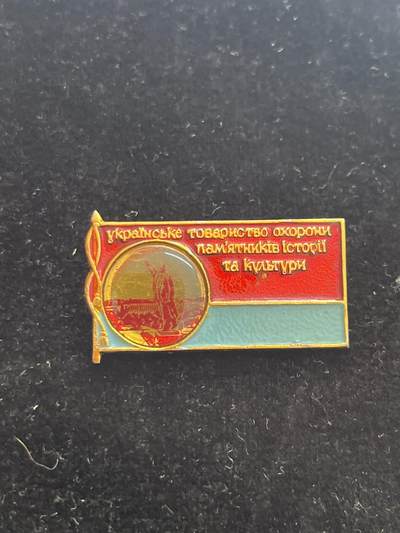 українське товариство охорони
пам'ятників історії
та культури